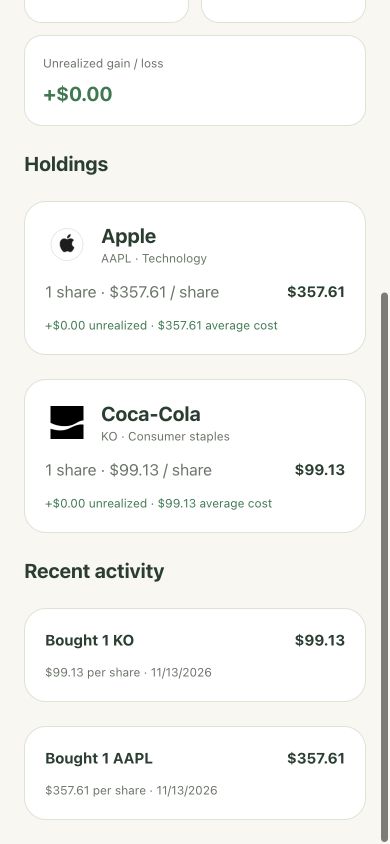 Unrealized gain / loss
+$0.00
Holdings
Apple
AAPL · Technology
1 share · $357.61 / share $357.61
+$0.00 unrealized · $357.61 average cost
Coca-Cola
KO · Consumer staples
1 share · $99.13 / share $99.13
+$0.00 unrealized · $99.13 average cost
Recent activity
Bought 1 KO $99.13
$99.13 per share · 11/13/2026
Bought 1 AAPL $357.61
$357.61 per share · 11/13/2026